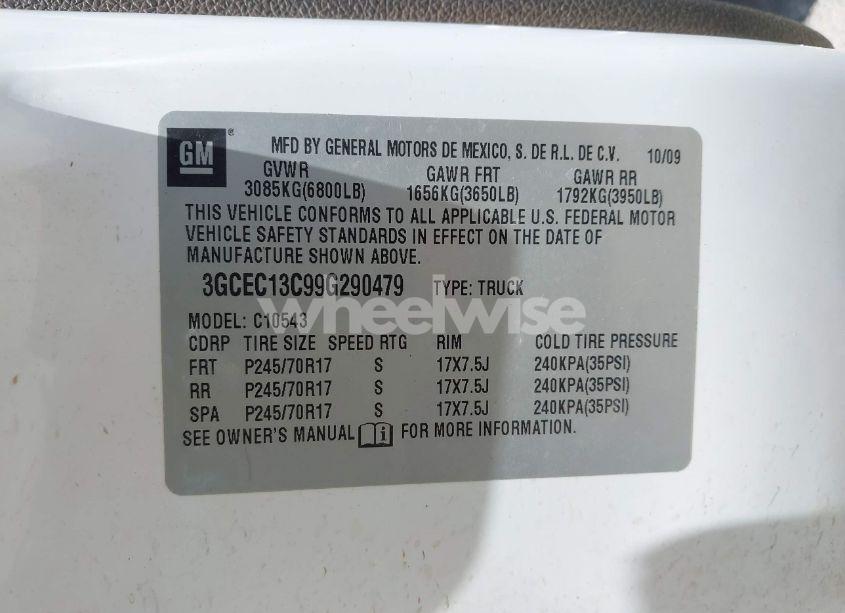 GM ® MFD BY GENERAL MOTORS DE MEXICO, S. DE R.L. DE C.V. 10/09
GVWR GAWR FRT GAWR RR
3085KG(6800LB) 1656KG(3650LB) 1792KG(3950LB)
THIS VEHICLE CONFORMS TO ALL APPLICABLE U.S. FEDERAL MOTOR
VEHICLE SAFETY STANDARDS IN EFFECT ON THE DATE OF
MANUFACTURE SHOWN ABOVE.
3GCEC13C99G290479 TYPE: TRUCK
wheelwise
MODEL: C10543
CDRP TIRE SIZE SPEED RTG RIM COLD TIRE PRESSURE
FRT P245/70R17 S 17X7.5J 240KPA(35PSI)
RR P245/70R17 S 17X7.5J 240KPA(35PSI)
SPA P245/70R17 S 17X7.5J 240KPA(35PSI)
SEE OWNER'S MANUAL i FOR MORE INFORMATION.